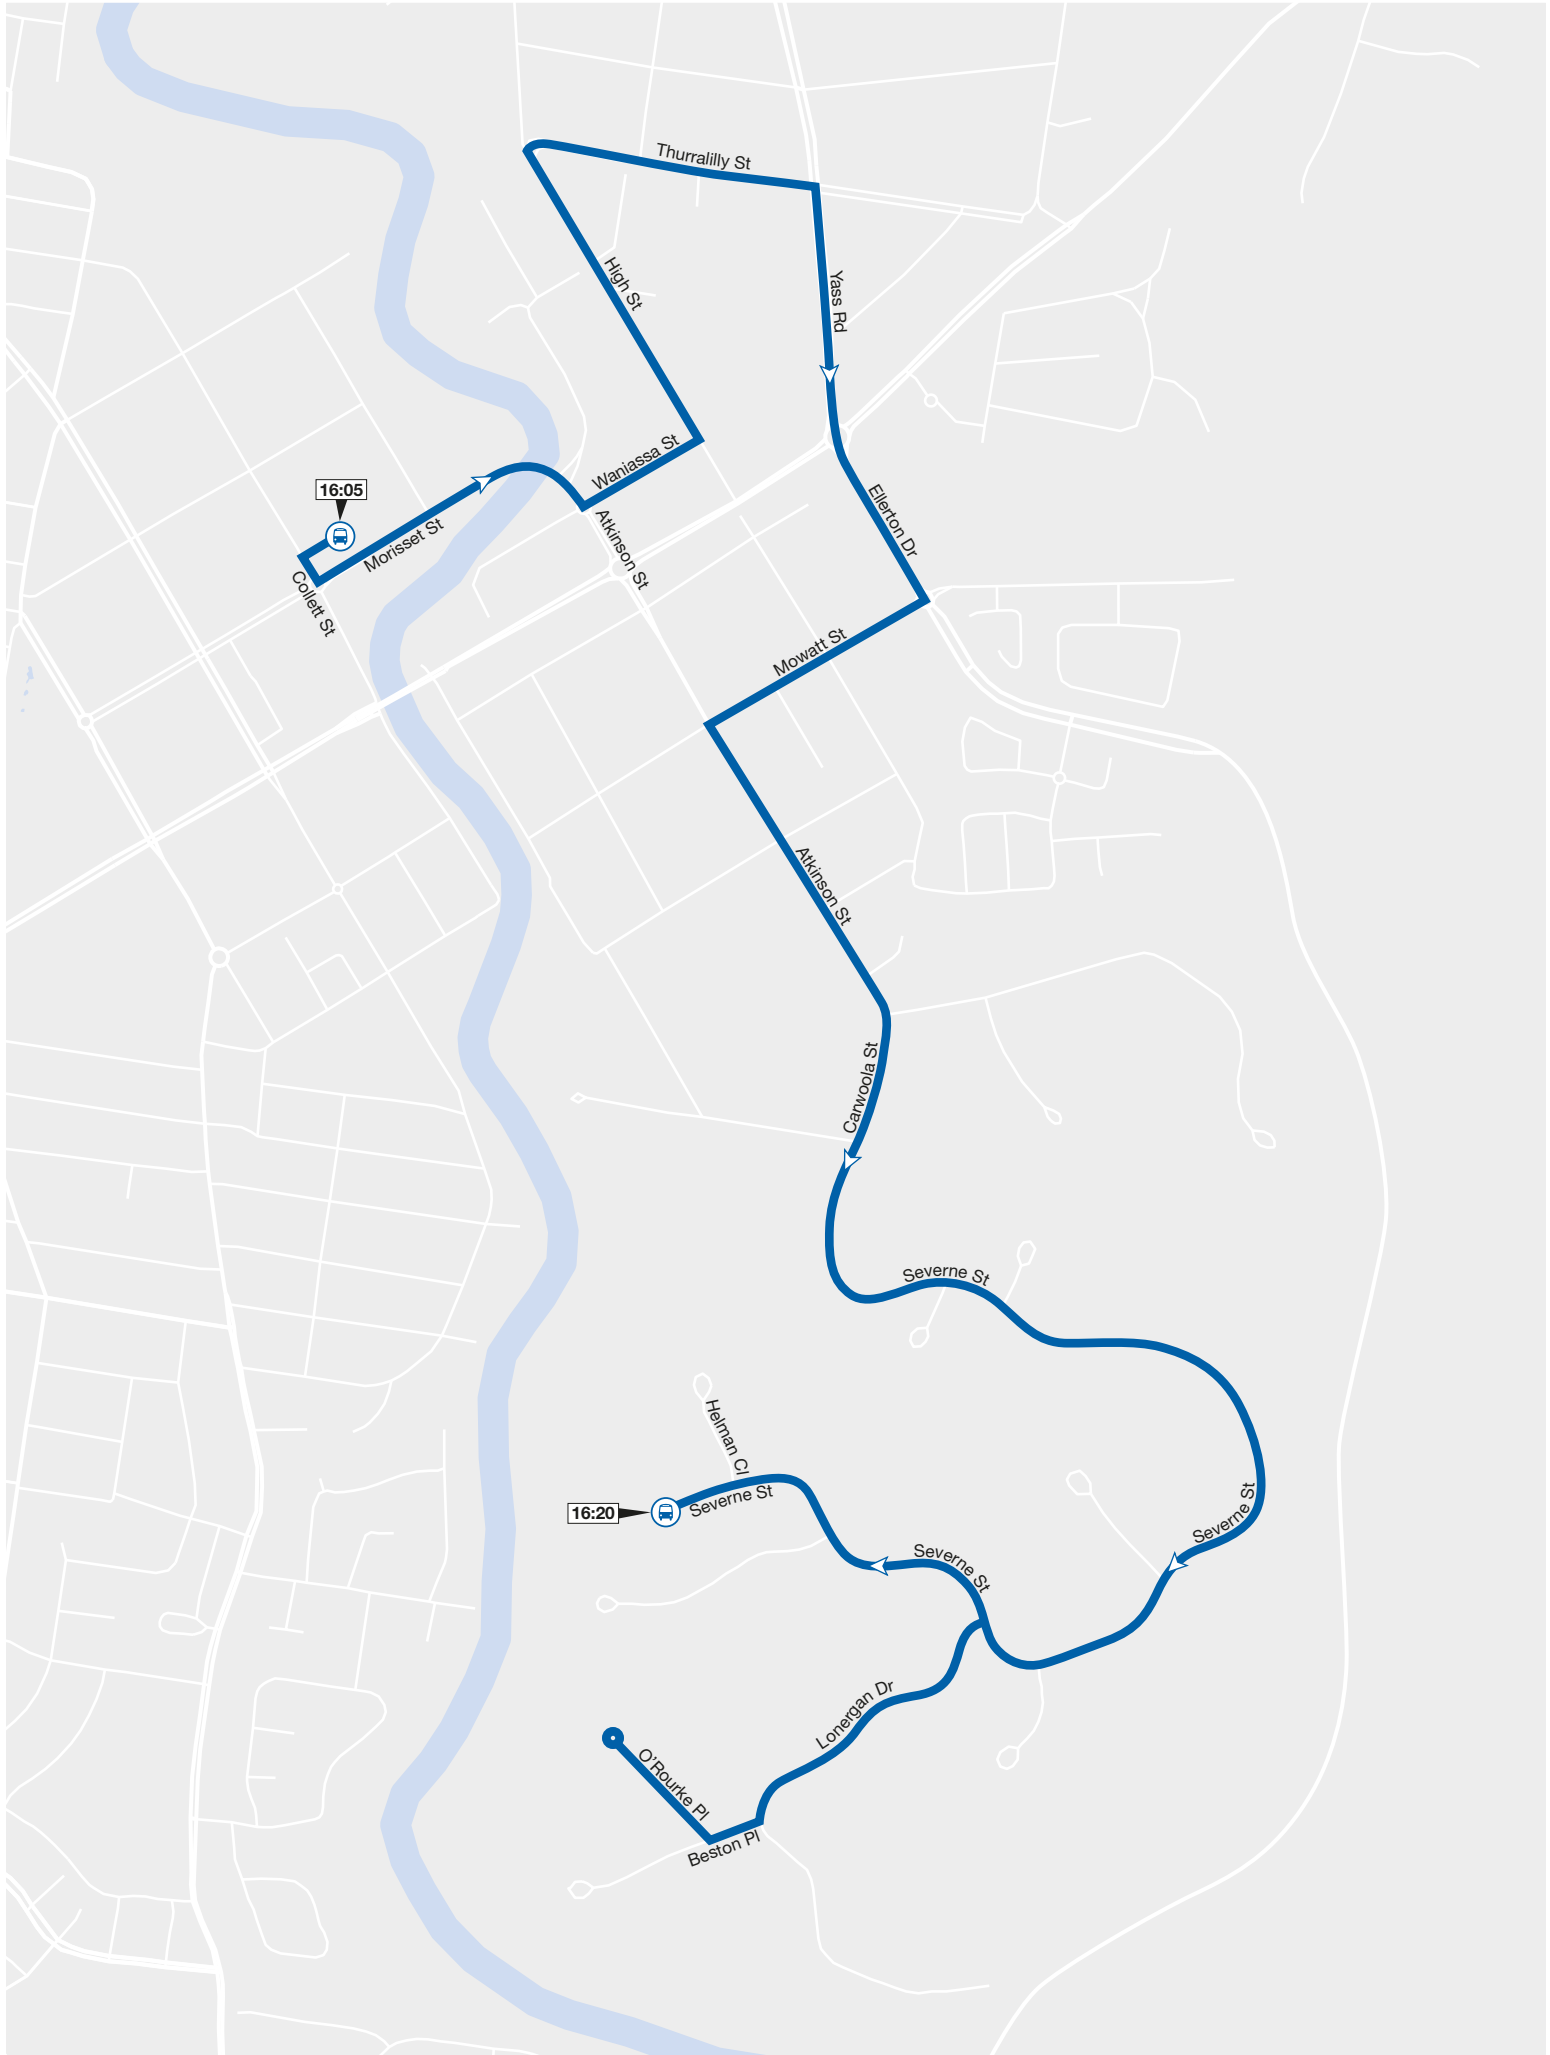 Thurralilly St
High St
Yass Rd
Waniassa St
16:05
Morisset St
Ellerton Dr
Atkinson St
Collett St
Mowatt St
Atkinson St
Carwoola St
Severne St
Helman Cl
Severne St
16:20
Severne St
Severne St
Lonergan Dr
O'Rourke Pl
Beston Pl